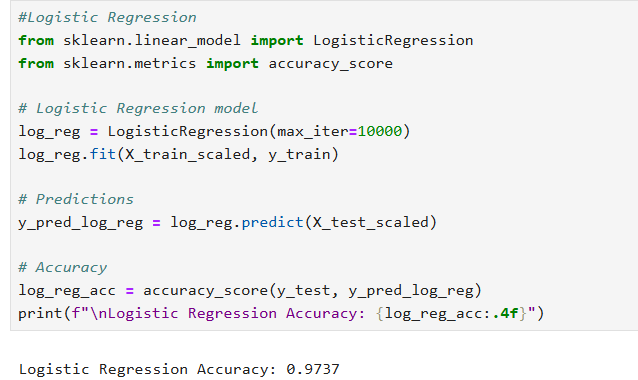 #Logistic Regression
from sklearn.linear_model import LogisticRegression
from sklearn.metrics import accuracy_score
# Logistic Regression model
log_reg = LogisticRegression(max_iter=10000)
log_reg.fit(X_train_scaled, y_train)
# Predictions
y_pred_log_reg = log_reg.predict(X_test_scaled)
# Accuracy
log_reg_acc = accuracy_score(y_test, y_pred_log_reg)
print(f"\nLogistic Regression Accuracy: {log_reg_acc:.4f}")
Logistic Regression Accuracy: 0.9737